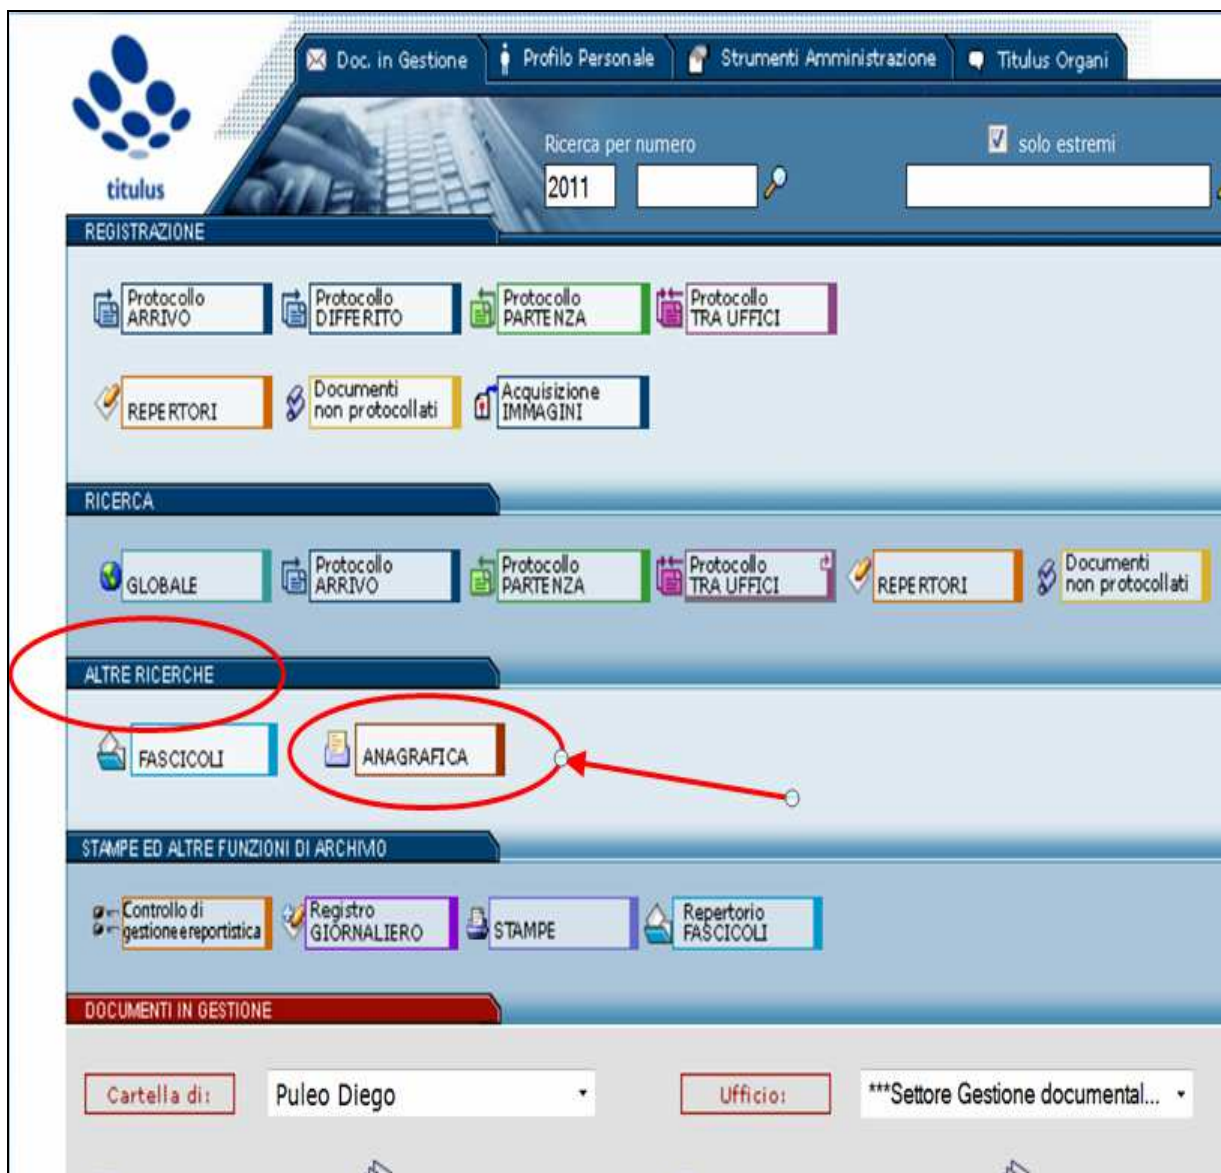 Doc. in Gestione
Profilo Personale
Strumenti Amministrazione
Titulus Organi
titulus
Ricerca per numero
solo estremi
2011
REGISTRAZIONE
Protocollo
ARRIVO
Protocollo
DIFFERITO
Protocollo
PARTENZA
Protocollo
TRA UFFICI
REPERTORI
Documenti
non protocollati
Acquisizione
IMMAGINI
RICERCA
GLOBALE
Protocollo
ARRIVO
Protocollo
PARTENZA
Protocollo
TRA UFFICI
REPERTORI
Documenti
non protocollati
ALTRE RICERCHE
FASCICOLI
ANAGRAFICA
STAMPE ED ALTRE FUNZIONI DI ARCHIVIO
Controllo di
gestione e reportistica
Registro
GIORNALIERO
STAMPE
Repertorio
FASCICOLI
DOCUMENTI IN GESTIONE
Cartella di:
Puleo Diego
Ufficio:
***Settore Gestione documental...